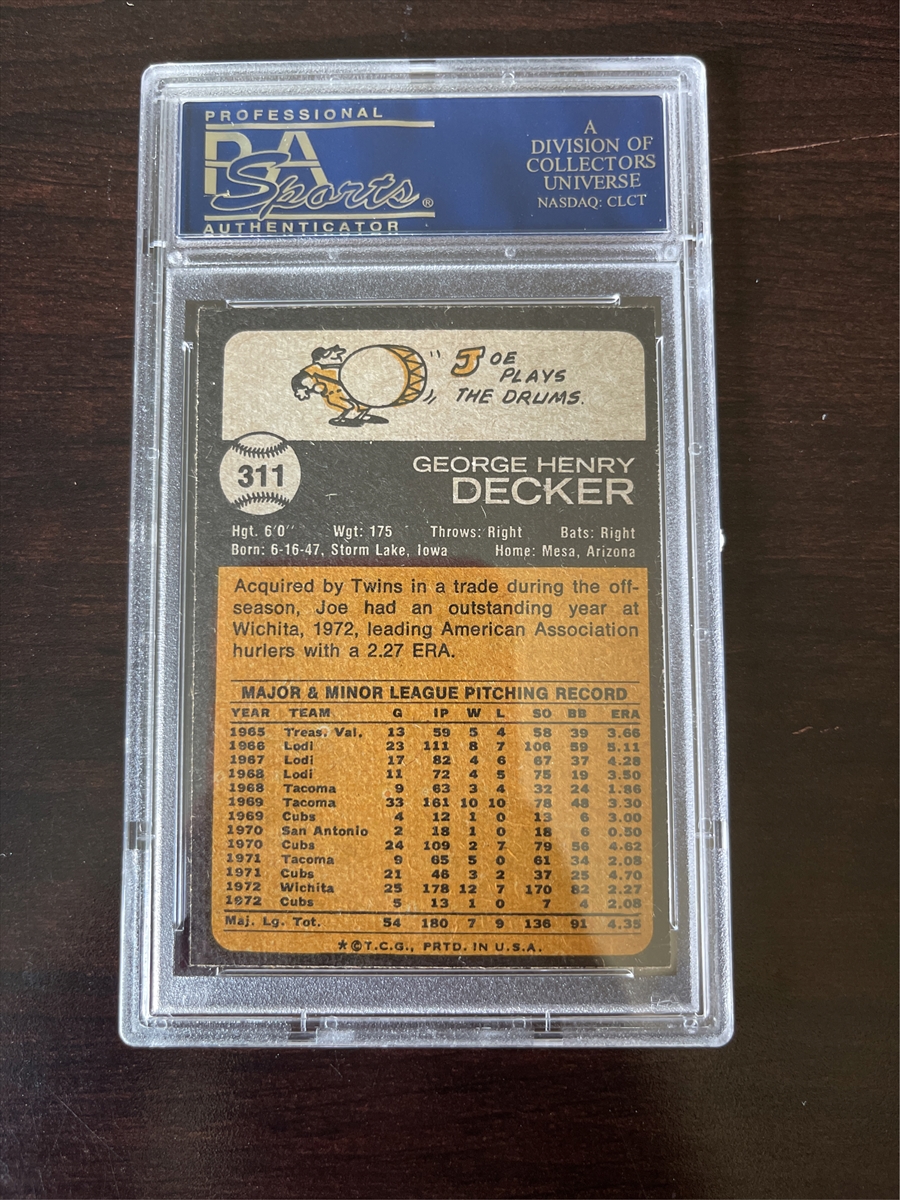 PROFESSIONAL
PSA
Sports®
AUTHENTICATOR
A
DIVISION OF
COLLECTORS
UNIVERSE
NASDAQ: CLCT
"JOE
PLAYS
THE DRUMS.
311
GEORGE HENRY
DECKER
Hgt. 6'0" Wgt: 175 Throws: Right Bats: Right
Born: 6-16-47, Storm Lake, Iowa Home: Mesa, Arizona
Acquired by Twins in a trade during the off-
season, Joe had an outstanding year at
Wichita, 1972, leading American Association
hurlers with a 2.27 ERA.
MAJOR & MINOR LEAGUE PITCHING RECORD
YEAR TEAM G IP W L SO BB ERA
1965 Treas. Val. 13 59 5 4 58 39 3.66
1966 Lodi 23 111 8 7 106 59 5.11
1967 Lodi 17 82 4 6 67 37 4.28
1968 Lodi 11 72 4 5 75 19 3.50
1968 Tacoma 9 63 3 4 32 24 1.86
1969 Tacoma 33 161 10 10 78 48 3.30
1969 Cubs 4 12 1 0 13 6 3.00
1970 San Antonio 2 18 1 0 18 6 0.50
1970 Cubs 24 109 2 7 79 56 4.62
1971 Tacoma 9 65 5 0 61 34 2.08
1971 Cubs 21 46 3 2 37 25 4.70
1972 Wichita 25 178 12 7 170 82 2.27
1972 Cubs 5 13 1 0 7 4 2.08
Maj. Lg. Tot. 54 180 7 9 136 91 4.35
★©T.C.G., PRTD. IN U.S.A.